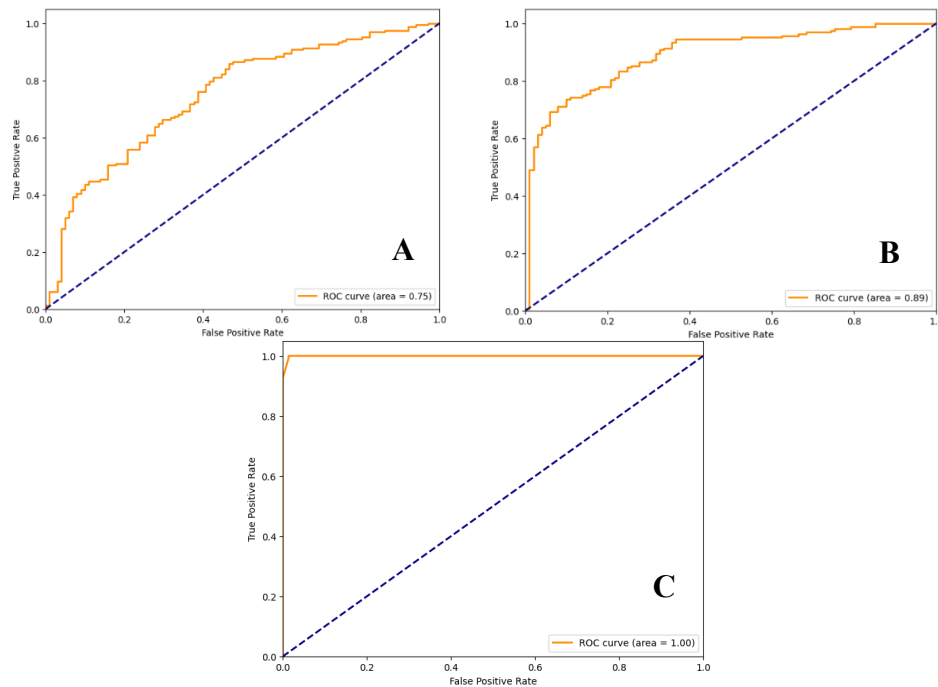 1.0
0.8
0.6
0.4
0.2
0.0
True Positive Rate
0.0 0.2 0.4 0.6 0.8 1.0
False Positive Rate
A
ROC curve (area = 0.75)
1.0
0.8
0.6
0.4
0.2
0.0
True Positive Rate
0.0 0.2 0.4 0.6 0.8 1.0
False Positive Rate
B
ROC curve (area = 0.89)
1.0
0.8
0.6
0.4
0.2
0.0
True Positive Rate
0.0 0.2 0.4 0.6 0.8 1.0
False Positive Rate
C
ROC curve (area = 1.00)